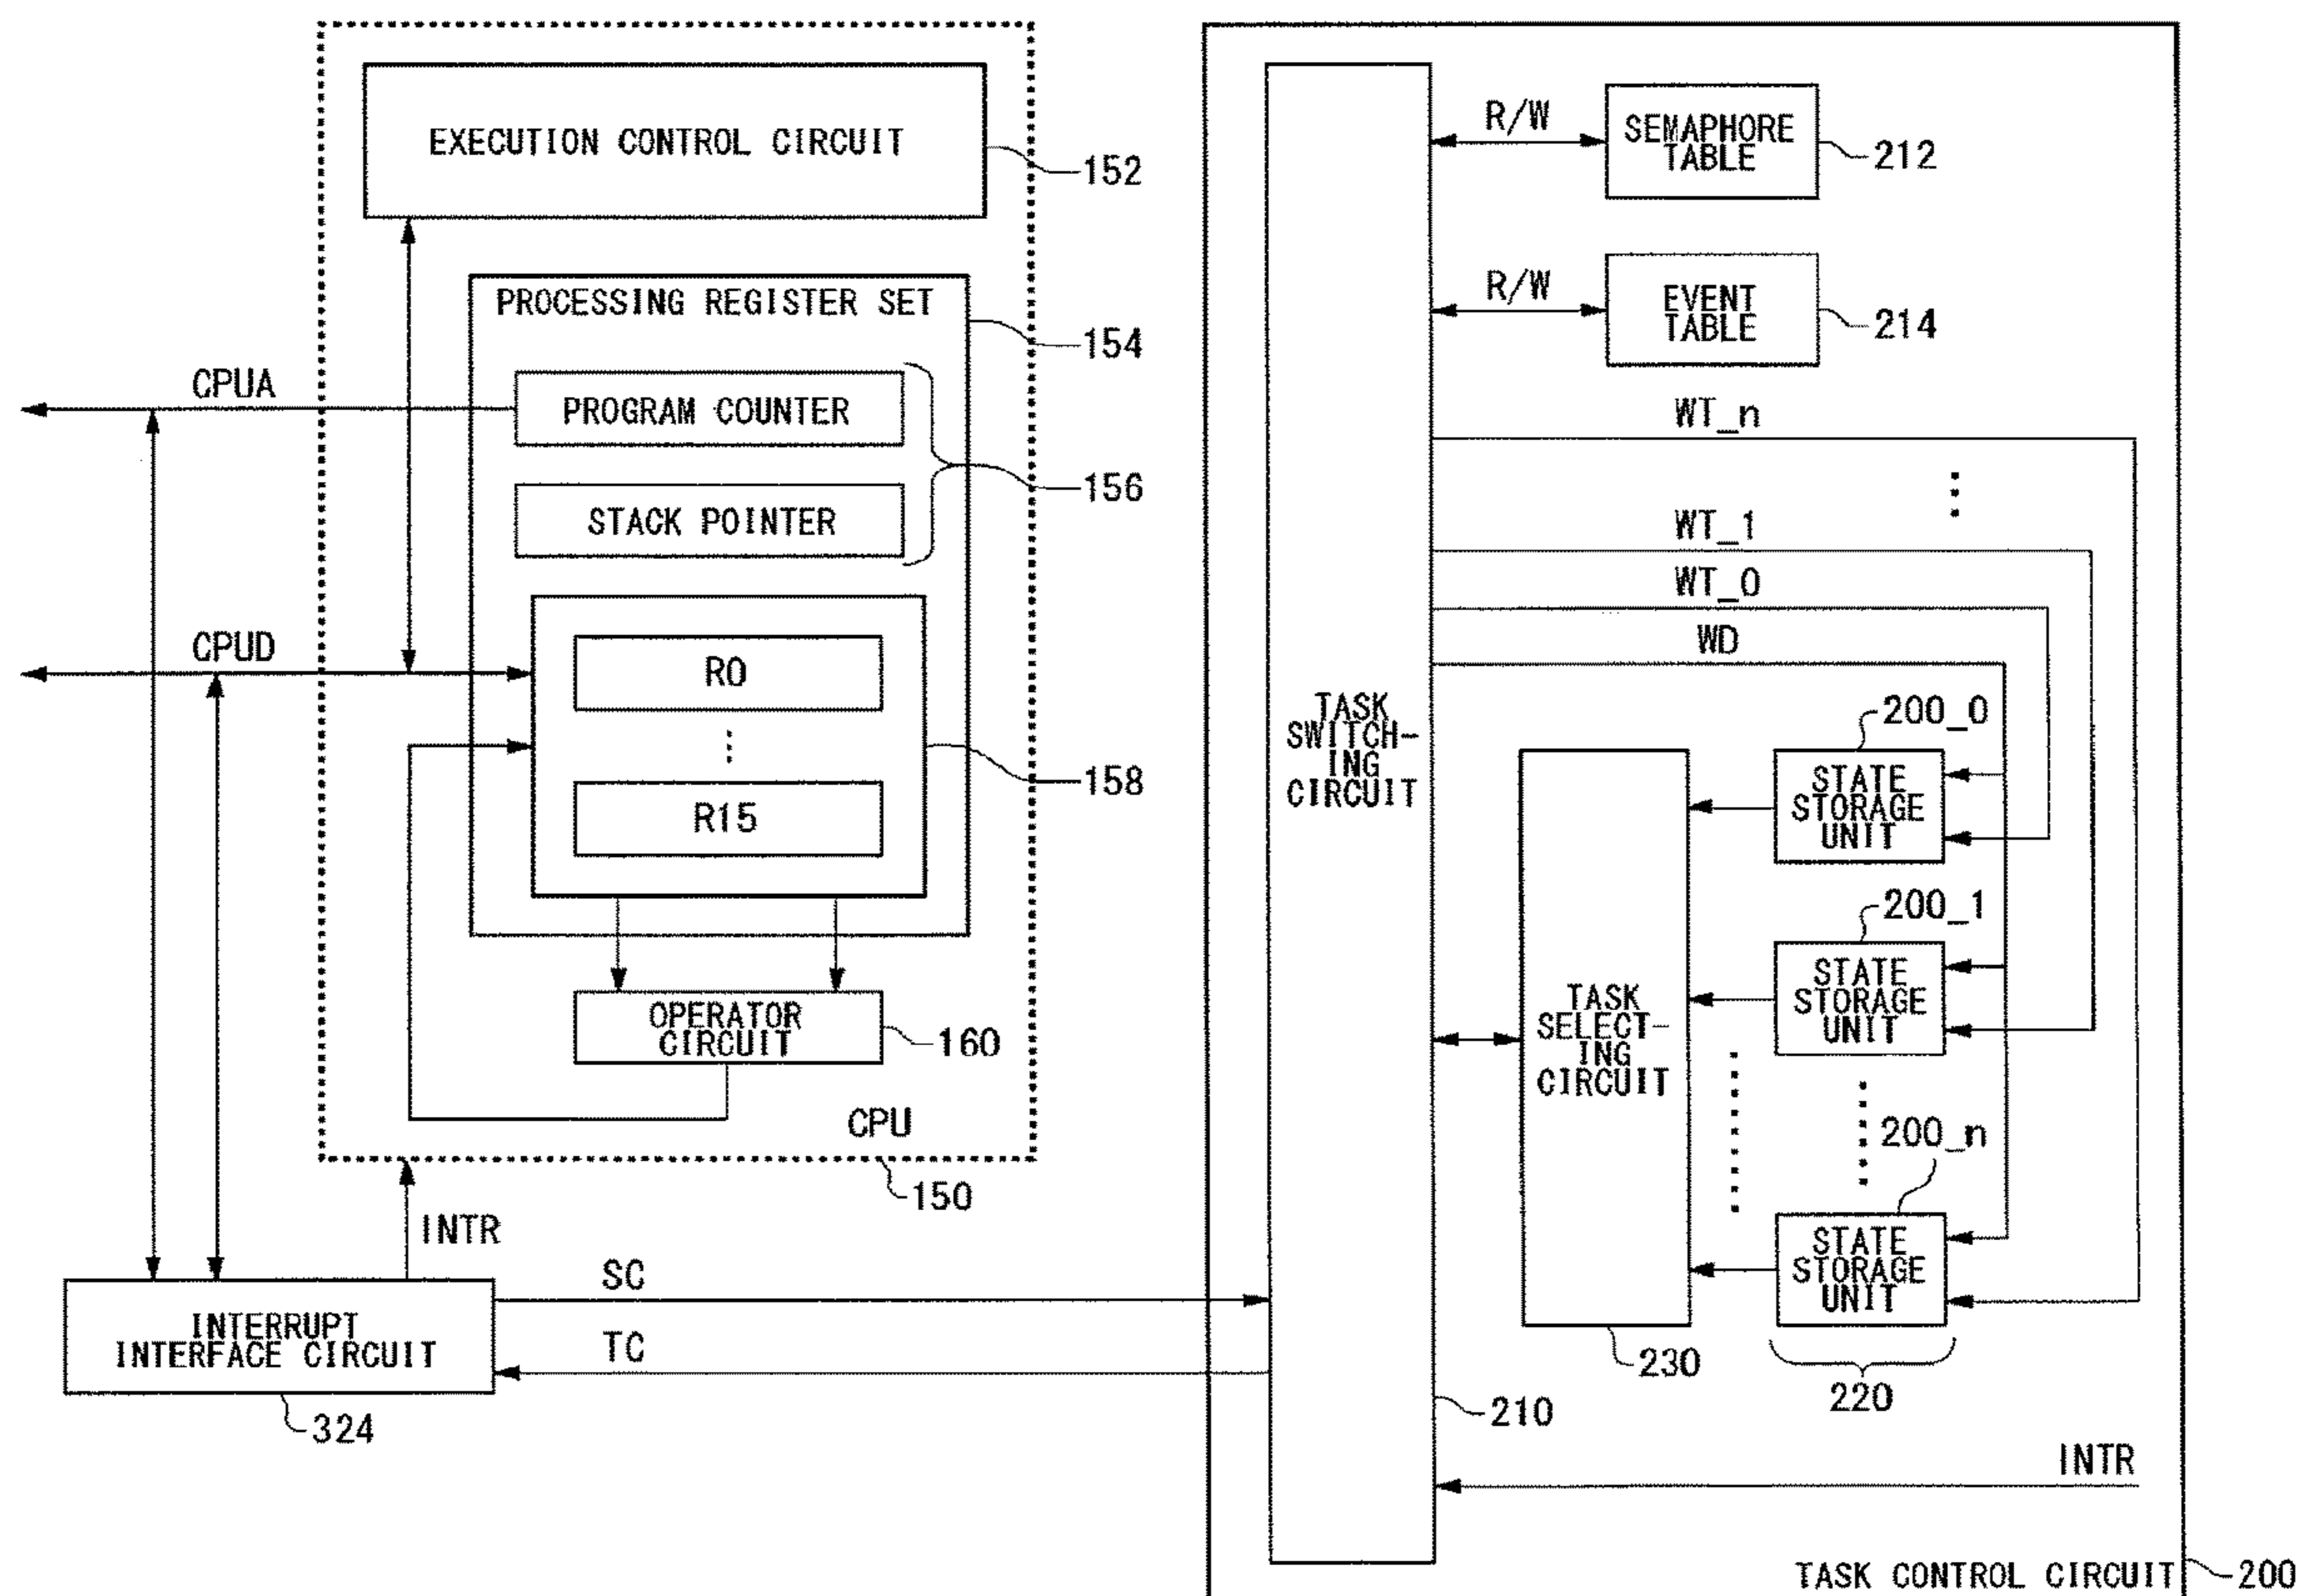 EXECUTION CONTROL CIRCUIT
152
PROCESSING REGISTER SET
154
CPUA
PROGRAM COUNTER
156
STACK POINTER
CPUD
R0
158
R15
OPERATOR
CIRCUIT
160
CPU
150
INTR
SC
INTERRUPT
INTERFACE CIRCUIT
TC
324
R/W
SEMAPHORE
TABLE
212
R/W
EVENT
TABLE
214
WT_n
WT_1
WT_0
WD
TASK
SWITCH-
ING
CIRCUIT
200_0
STATE
STORAGE
UNIT
200_1
STATE
STORAGE
UNIT
TASK
SELECT-
ING
CIRCUIT
200_n
STATE
STORAGE
UNIT
230
220
210
INTR
TASK CONTROL CIRCUIT
200